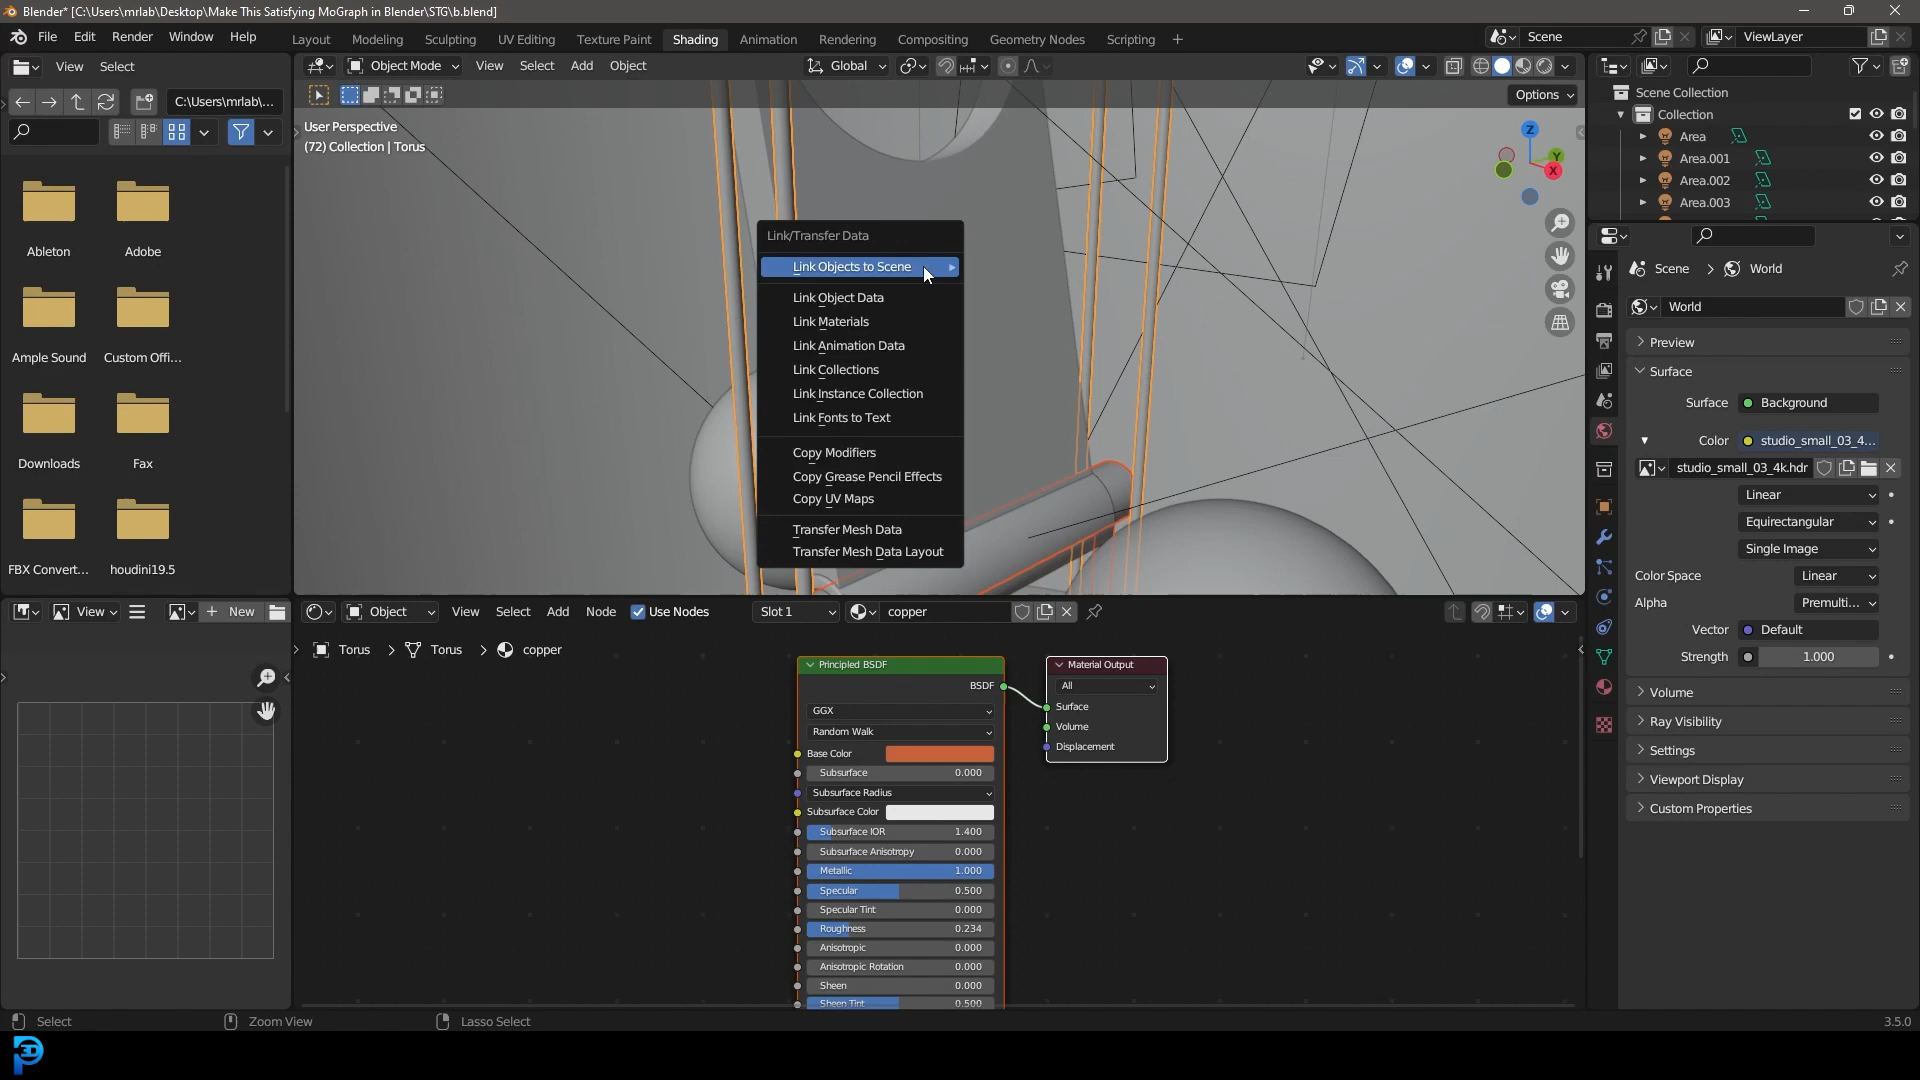 Blender* [C:\Users\mrlab\Desktop\Make This Satisfying MoGraph in Blender\STG\b.blend]
File Edit Render Window Help
Layout Modeling Sculpting UV Editing Texture Paint Shading Animation Rendering Compositing Geometry Nodes Scripting +
Scene
ViewLayer
View Select
Object Mode View Select Add Object
Global
C:\Users\mrlab\...
Options
User Perspective
(72) Collection | Torus
Z
Y
X
Scene Collection
Collection
Area
Area.001
Area.002
Area.003
Ableton
Adobe
Ample Sound
Custom Offi...
Downloads
Fax
FBX Convert...
houdini19.5
Link/Transfer Data
Link Objects to Scene
Link Object Data
Link Materials
Link Animation Data
Link Collections
Link Instance Collection
Link Fonts to Text
Copy Modifiers
Copy Grease Pencil Effects
Copy UV Maps
Transfer Mesh Data
Transfer Mesh Data Layout
Scene > World
World
Preview
Surface
Surface Background
Color studio_small_03_4...
studio_small_03_4k.hdr
Linear
Equirectangular
Single Image
Color Space Linear
Alpha Premulti...
Vector Default
Strength 1.000
Volume
Ray Visibility
Settings
Viewport Display
Custom Properties
View
+ New
Object View Select Add Node Use Nodes Slot 1 copper
Torus > Torus > copper
Principled BSDF
BSDF
GGX
Random Walk
Base Color
Subsurface 0.000
Subsurface Radius
Subsurface Color
Subsurface IOR 1.400
Subsurface Anisotropy 0.000
Metallic 1.000
Specular 0.500
Specular Tint 0.000
Roughness 0.234
Anisotropic 0.000
Anisotropic Rotation 0.000
Sheen 0.000
Sheen Tint 0.500
Material Output
All
Surface
Volume
Displacement
Select
Zoom View
Lasso Select
3.5.0